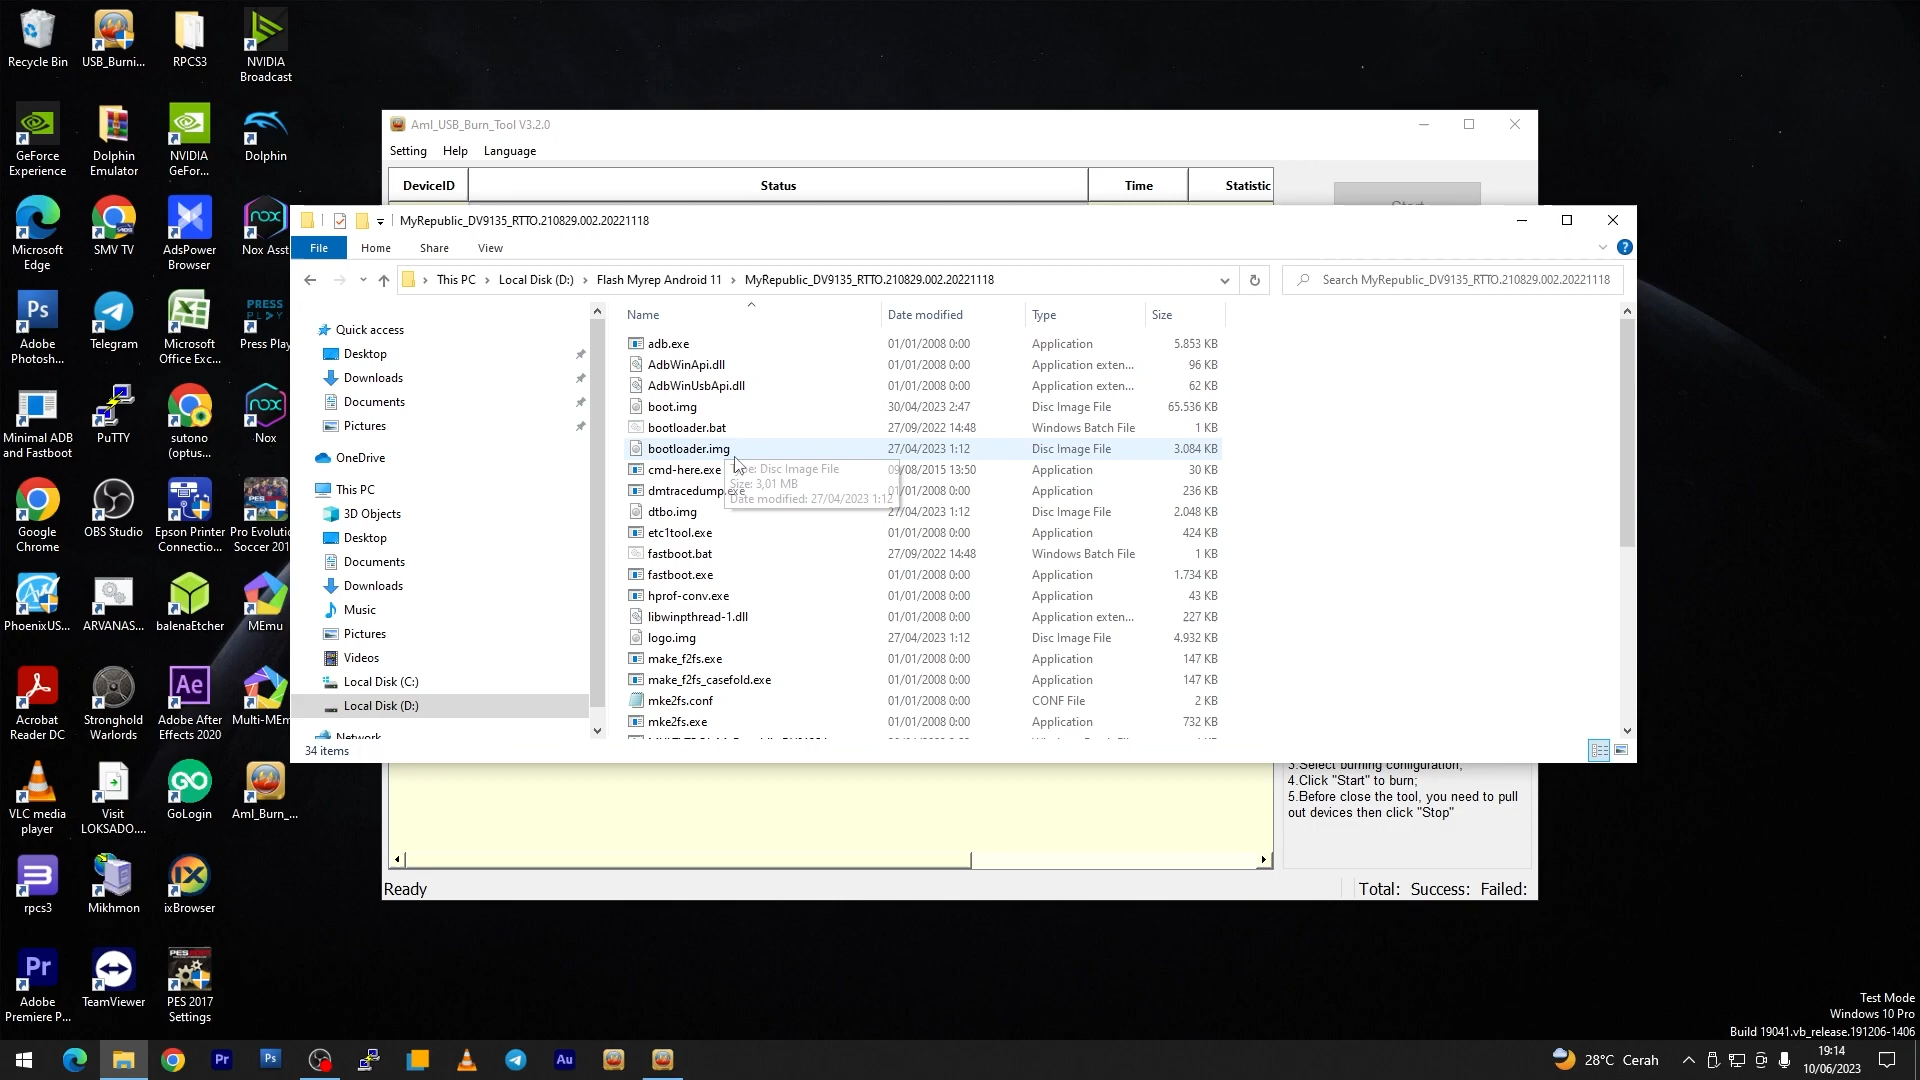 Recycle Bin
USB_Burni...
RPCS3
NVIDIA
Broadcast
GeForce
Experience
Dolphin
Emulator
NVIDIA
GeFor...
Dolphin
Microsoft
Edge
SMV TV
AdsPower
Browser
Nox Asst
Adobe
Photosh...
Telegram
Microsoft
Office Exc...
Press Play
Minimal ADB
and Fastboot
PuTTY
sutono
(optus...
Nox
Google
Chrome
OBS Studio
Epson Printer
Connectio...
Pro Evolutio
Soccer 201
PhoenixUS...
ARVANAS...
balenaEtcher
MEmu
Acrobat
Reader DC
Stronghold
Warlords
Adobe After
Effects 2020
Multi-MEm
VLC media
player
Visit
LOKSADO....
GoLogin
Aml_Burn_...
rpcs3
Mikhmon
ixBrowser
Adobe
Premiere P...
TeamViewer
PES 2017
Settings
Aml_USB_Burn_Tool V3.2.0
Setting Help Language
DeviceID Status Time Statistic
MyRepublic_DV9135_RTTO.210829.002.20221118
File Home Share View
This PC > Local Disk (D:) > Flash Myrep Android 11 > MyRepublic_DV9135_RTTO.210829.002.20221118
Search MyRepublic_DV9135_RTTO.210829.002.20221118
Quick access
Desktop
Downloads
Documents
Pictures
OneDrive
This PC
3D Objects
Desktop
Documents
Downloads
Music
Pictures
Videos
Local Disk (C:)
Local Disk (D:)
Network
Name Date modified Type Size
adb.exe 01/01/2008 0:00 Application 5.853 KB
AdbWinApi.dll 01/01/2008 0:00 Application exten... 96 KB
AdbWinUsbApi.dll 01/01/2008 0:00 Application exten... 62 KB
boot.img 30/04/2023 2:47 Disc Image File 65.536 KB
bootloader.bat 27/09/2022 14:48 Windows Batch File 1 KB
bootloader.img 27/04/2023 1:12 Disc Image File 3.084 KB
cmd-here.exe 09/08/2015 13:50 Application 30 KB
dmtracedump.exe 01/01/2008 0:00 Application 236 KB
dtbo.img 27/04/2023 1:12 Disc Image File 2.048 KB
etc1tool.exe 01/01/2008 0:00 Application 424 KB
fastboot.bat 27/09/2022 14:48 Windows Batch File 1 KB
fastboot.exe 01/01/2008 0:00 Application 1.734 KB
hprof-conv.exe 01/01/2008 0:00 Application 43 KB
libwinpthread-1.dll 01/01/2008 0:00 Application exten... 227 KB
logo.img 27/04/2023 1:12 Disc Image File 4.932 KB
make_f2fs.exe 01/01/2008 0:00 Application 147 KB
make_f2fs_casefold.exe 01/01/2008 0:00 Application 147 KB
mke2fs.conf 01/01/2008 0:00 CONF File 2 KB
mke2fs.exe 01/01/2008 0:00 Application 732 KB
: Disc Image File
Size: 3,01 MB
Date modified: 27/04/2023 1:12
34 items
3.Select burning configuration;
4.Click "Start" to burn;
5.Before close the tool, you need to pull
out devices then click "Stop"
Ready
Total: Success: Failed:
Test Mode
Windows 10 Pro
Build 19041.vb_release.191206-1406
28°C Cerah
19:14
10/06/2023